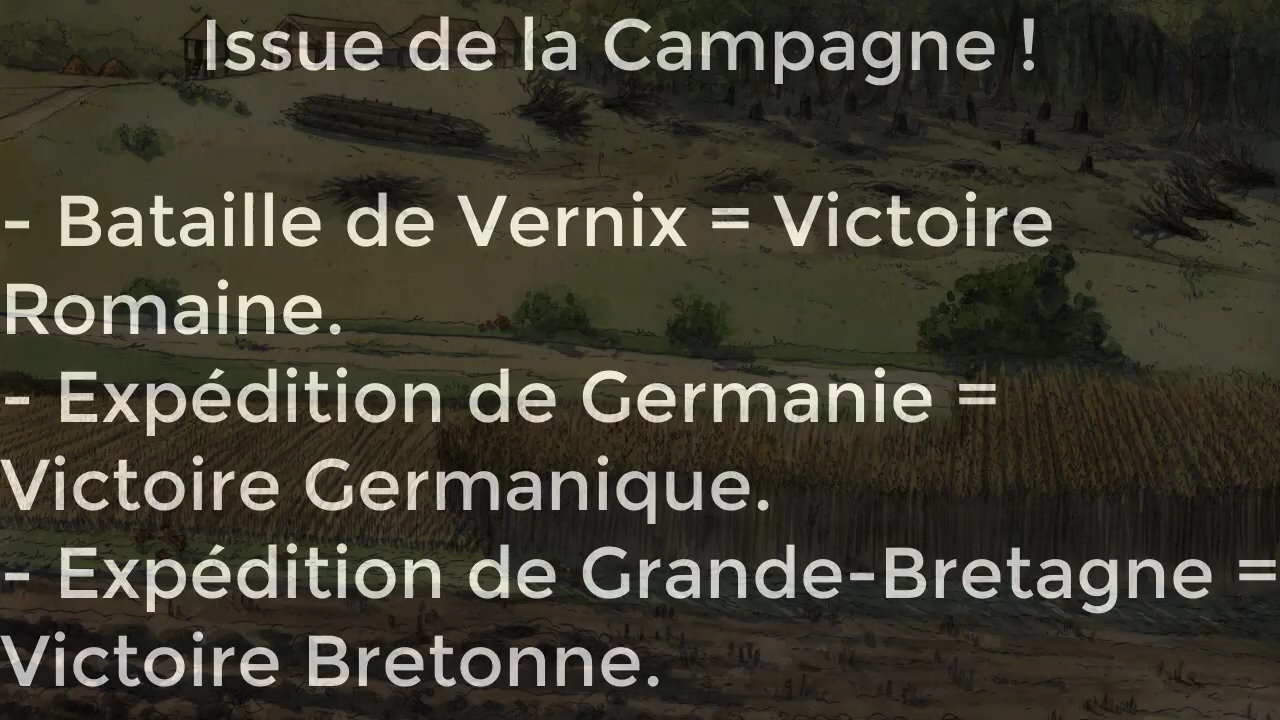 Issue de la Campagne !
- Bataille de Vernix = Victoire
Romaine.
- Expédition de Germanie =
Victoire Germanique.
- Expédition de Grande-Bretagne =
Victoire Bretonne.